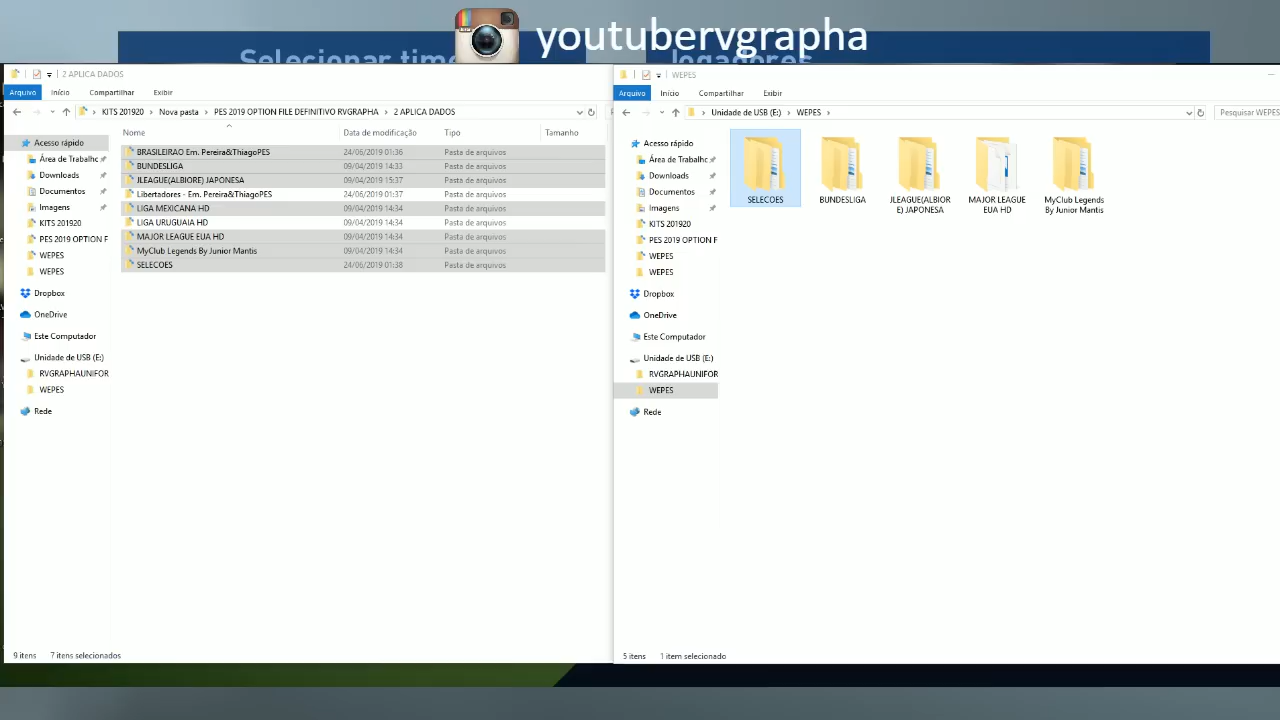 youtubervgrapha
Selecionar time
jogadores
2 APLICA DADOS
Arquivo Início Compartilhar Exibir
KITS 201920 › Nova pasta › PES 2019 OPTION FILE DEFINITIVO RVGRAPHA › 2 APLICA DADOS
Nome Data de modificação Tipo Tamanho
Acesso rápido
Área de Trabalhc
Downloads
Documentos
Imagens
KITS 201920
PES 2019 OPTION F
WEPES
WEPES
Dropbox
OneDrive
Este Computador
Unidade de USB (E:)
RVGRAPHAUNIFOR
WEPES
Rede
BRASILEIRAO Em. Pereira&ThiagoPES 24/06/2019 01:36 Pasta de arquivos
BUNDESLIGA 09/04/2019 14:33 Pasta de arquivos
JLEAGUE(ALBIORE) JAPONESA 09/04/2019 15:37 Pasta de arquivos
Libertadores - Em. Pereira&ThiagoPES 24/06/2019 01:37 Pasta de arquivos
LIGA MEXICANA HD 09/04/2019 14:34 Pasta de arquivos
LIGA URUGUAIA HD 09/04/2019 14:34 Pasta de arquivos
MAJOR LEAGUE EUA HD 09/04/2019 14:34 Pasta de arquivos
MyClub Legends By Junior Mantis 09/04/2019 14:34 Pasta de arquivos
SELECOES 24/06/2019 01:38 Pasta de arquivos
9 itens 7 itens selecionados
WEPES
Arquivo Início Compartilhar Exibir
› Unidade de USB (E:) › WEPES ›
Pesquisar WEPES
Acesso rápido
Área de Trabalhc
Downloads
Documentos
Imagens
KITS 201920
PES 2019 OPTION F
WEPES
WEPES
Dropbox
OneDrive
Este Computador
Unidade de USB (E:)
RVGRAPHAUNIFOR
WEPES
Rede
SELECOES
BUNDESLIGA
JLEAGUE(ALBIOR
E) JAPONESA
MAJOR LEAGUE
EUA HD
MyClub Legends
By Junior Mantis
5 itens 1 item selecionado